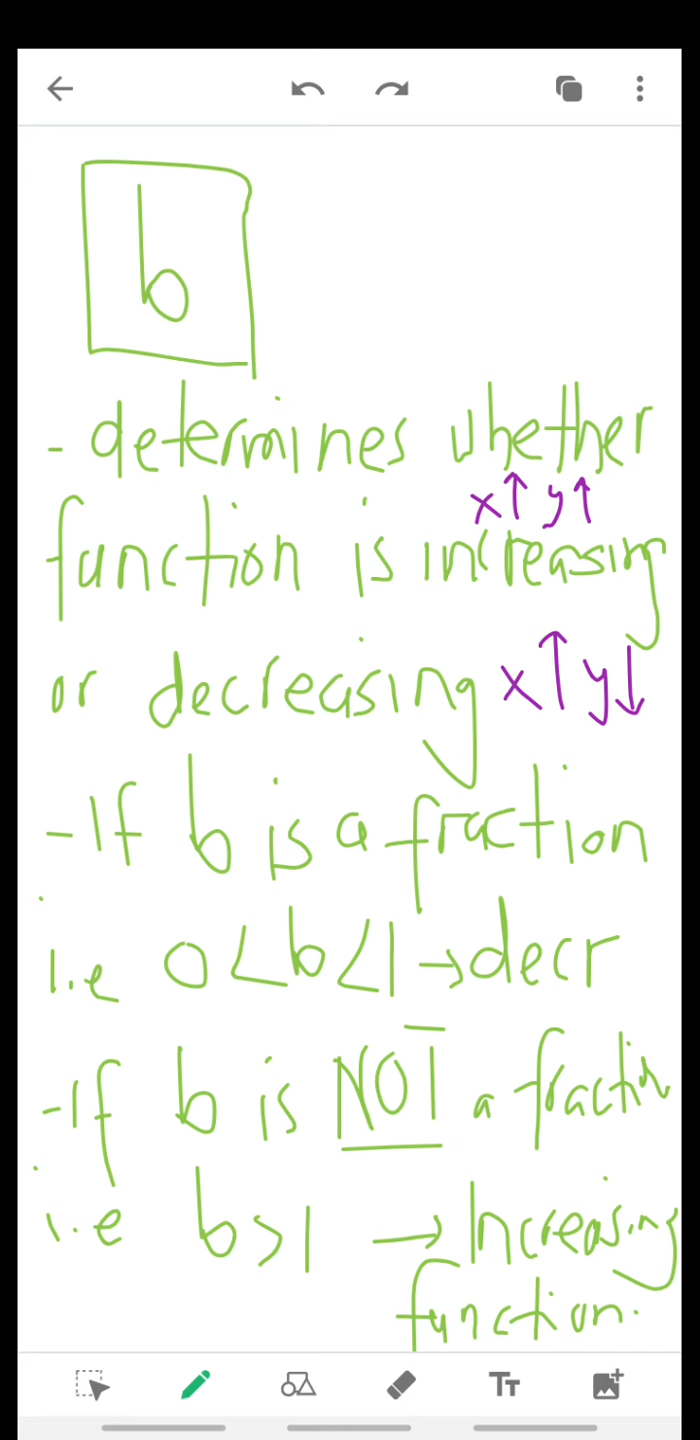 b
- determines whether
x↑ y↑
function is increasing
or decreasing x↑ y↓
- If b is a fraction
i.e 0<b<1 → decr
- If b is NOT a fraction
i.e b>1 → Increasing
function.
Tт